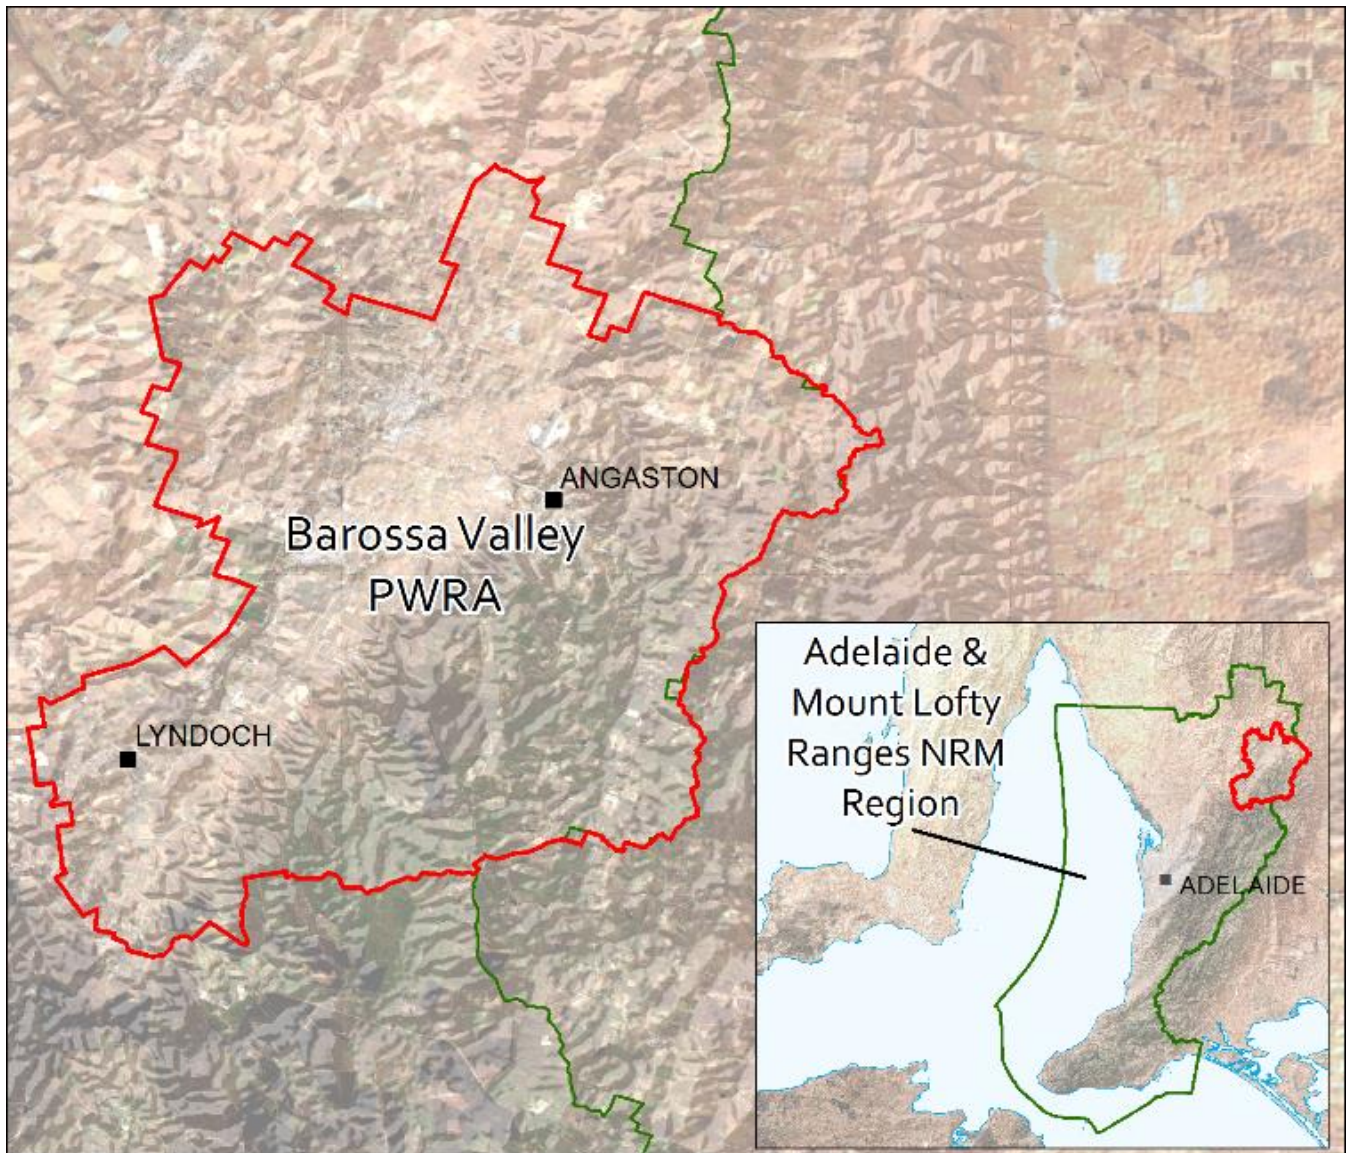 ANGASTON
Barossa Valley
PWRA
LYNDOCH
Adelaide &
Mount Lofty
Ranges NRM
Region
ADELAIDE